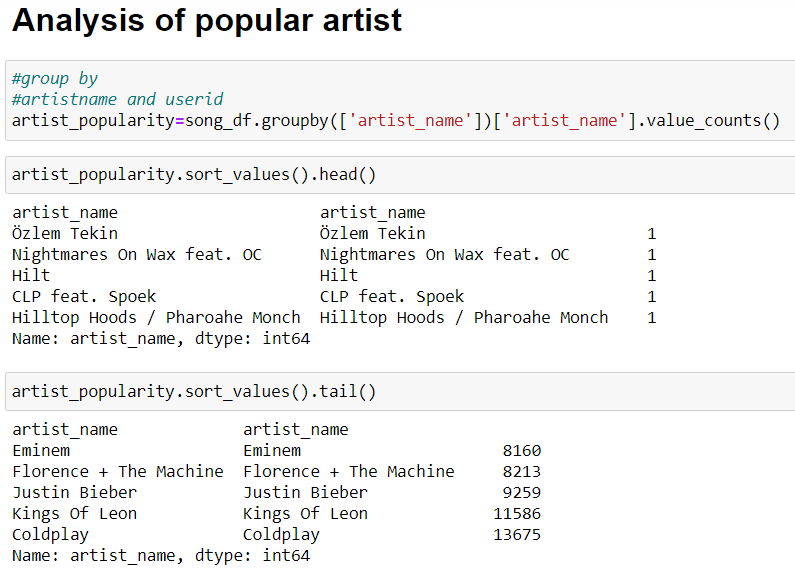 Analysis of popular artist
#group by
#artistname and userid
artist_popularity=song_df.groupby(['artist_name'])['artist_name'].value_counts()
artist_popularity.sort_values().head()
artist_name                     artist_name
Özlem Tekin                     Özlem Tekin                       1
Nightmares On Wax feat. OC      Nightmares On Wax feat. OC        1
Hilt                            Hilt                              1
CLP feat. Spoek                 CLP feat. Spoek                   1
Hilltop Hoods / Pharoahe Monch  Hilltop Hoods / Pharoahe Monch    1
Name: artist_name, dtype: int64
artist_popularity.sort_values().tail()
artist_name             artist_name
Eminem                  Eminem                     8160
Florence + The Machine  Florence + The Machine     8213
Justin Bieber           Justin Bieber              9259
Kings Of Leon           Kings Of Leon             11586
Coldplay                Coldplay                  13675
Name: artist_name, dtype: int64